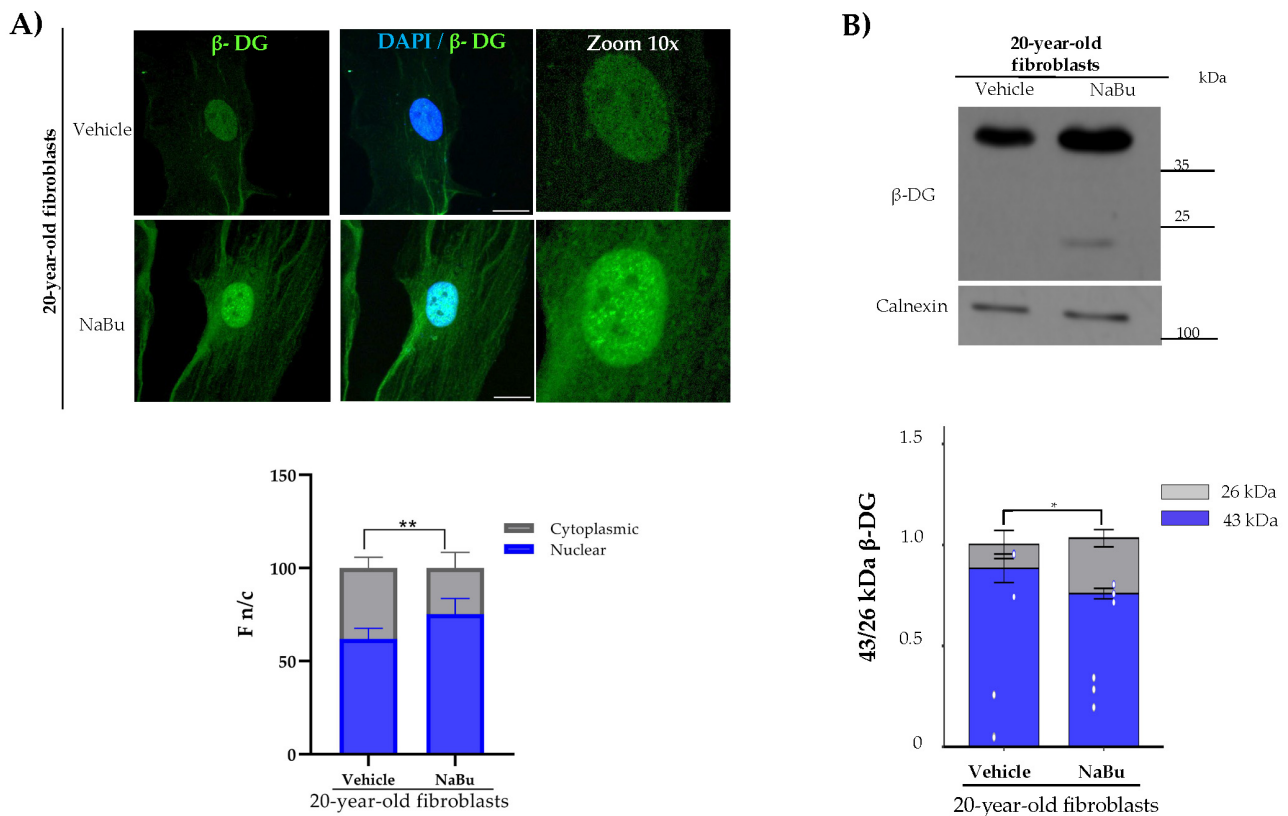 A)
β- DG
DAPI / β- DG
Zoom 10x
20-year-old fibroblasts
Vehicle
NaBu
150
100
50
0
F n/c
**
Cytoplasmic
Nuclear
Vehicle
NaBu
20-year-old fibroblasts
B)
20-year-old
fibroblasts
kDa
Vehicle
NaBu
β-DG
35
25
Calnexin
100
1.5
1.0
0.5
0
43/26 kDa β-DG
*
26 kDa
43 kDa
Vehicle
NaBu
20-year-old fibroblasts